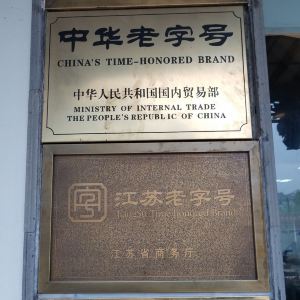 中华老字号
CHINA'S TIME-HONORED BRAND
中华人民共和国国内贸易部
MINISTRY OF INTERNAL TRADE
THE PEOPLE'S REPUBLIC OF CHINA
江苏老字号
Jiangsu Time-honored Brand
江苏省商务厅